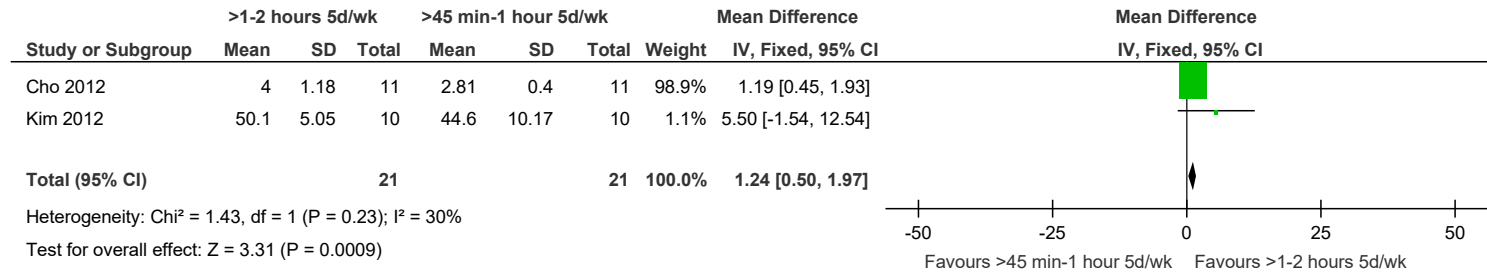 >1-2 hours 5d/wk >45 min-1 hour 5d/wk Mean Difference Mean Difference
Study or Subgroup Mean SD Total Mean SD Total Weight IV, Fixed, 95% CI IV, Fixed, 95% CI
Cho 2012 4 1.18 11 2.81 0.4 11 98.9% 1.19 [0.45, 1.93]
Kim 2012 50.1 5.05 10 44.6 10.17 10 1.1% 5.50 [-1.54, 12.54]
Total (95% CI) 21 21 100.0% 1.24 [0.50, 1.97]
Heterogeneity: Chi² = 1.43, df = 1 (P = 0.23); I² = 30%
Test for overall effect: Z = 3.31 (P = 0.0009)
-50 -25 0 25 50
Favours >45 min-1 hour 5d/wk Favours >1-2 hours 5d/wk